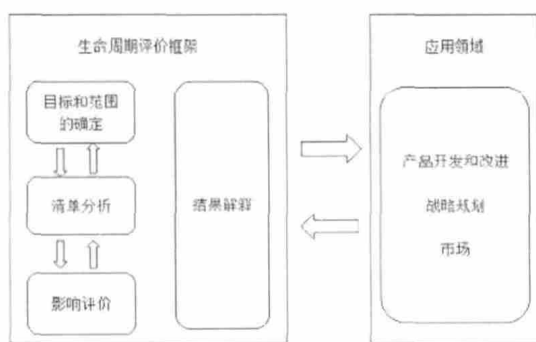 生命周期评价框架
目标和范围
的确定
清单分析
影响评价
结果解释
应用领域
产品开发和改进
战略规划
市场